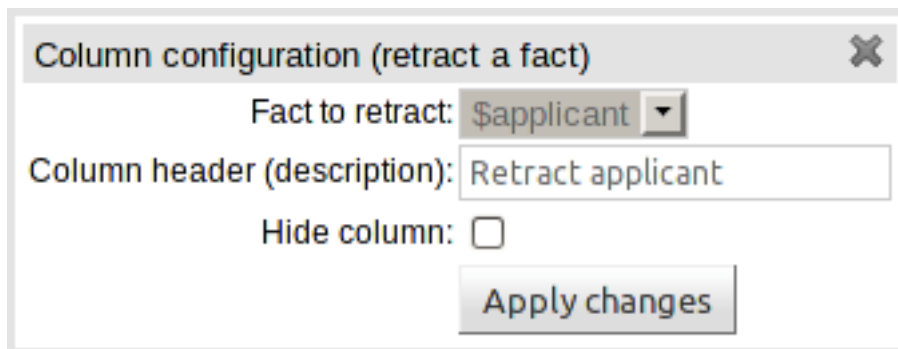 Column configuration (retract a fact)
Fact to retract: $applicant
Column header (description): Retract applicant
Hide column:
Apply changes